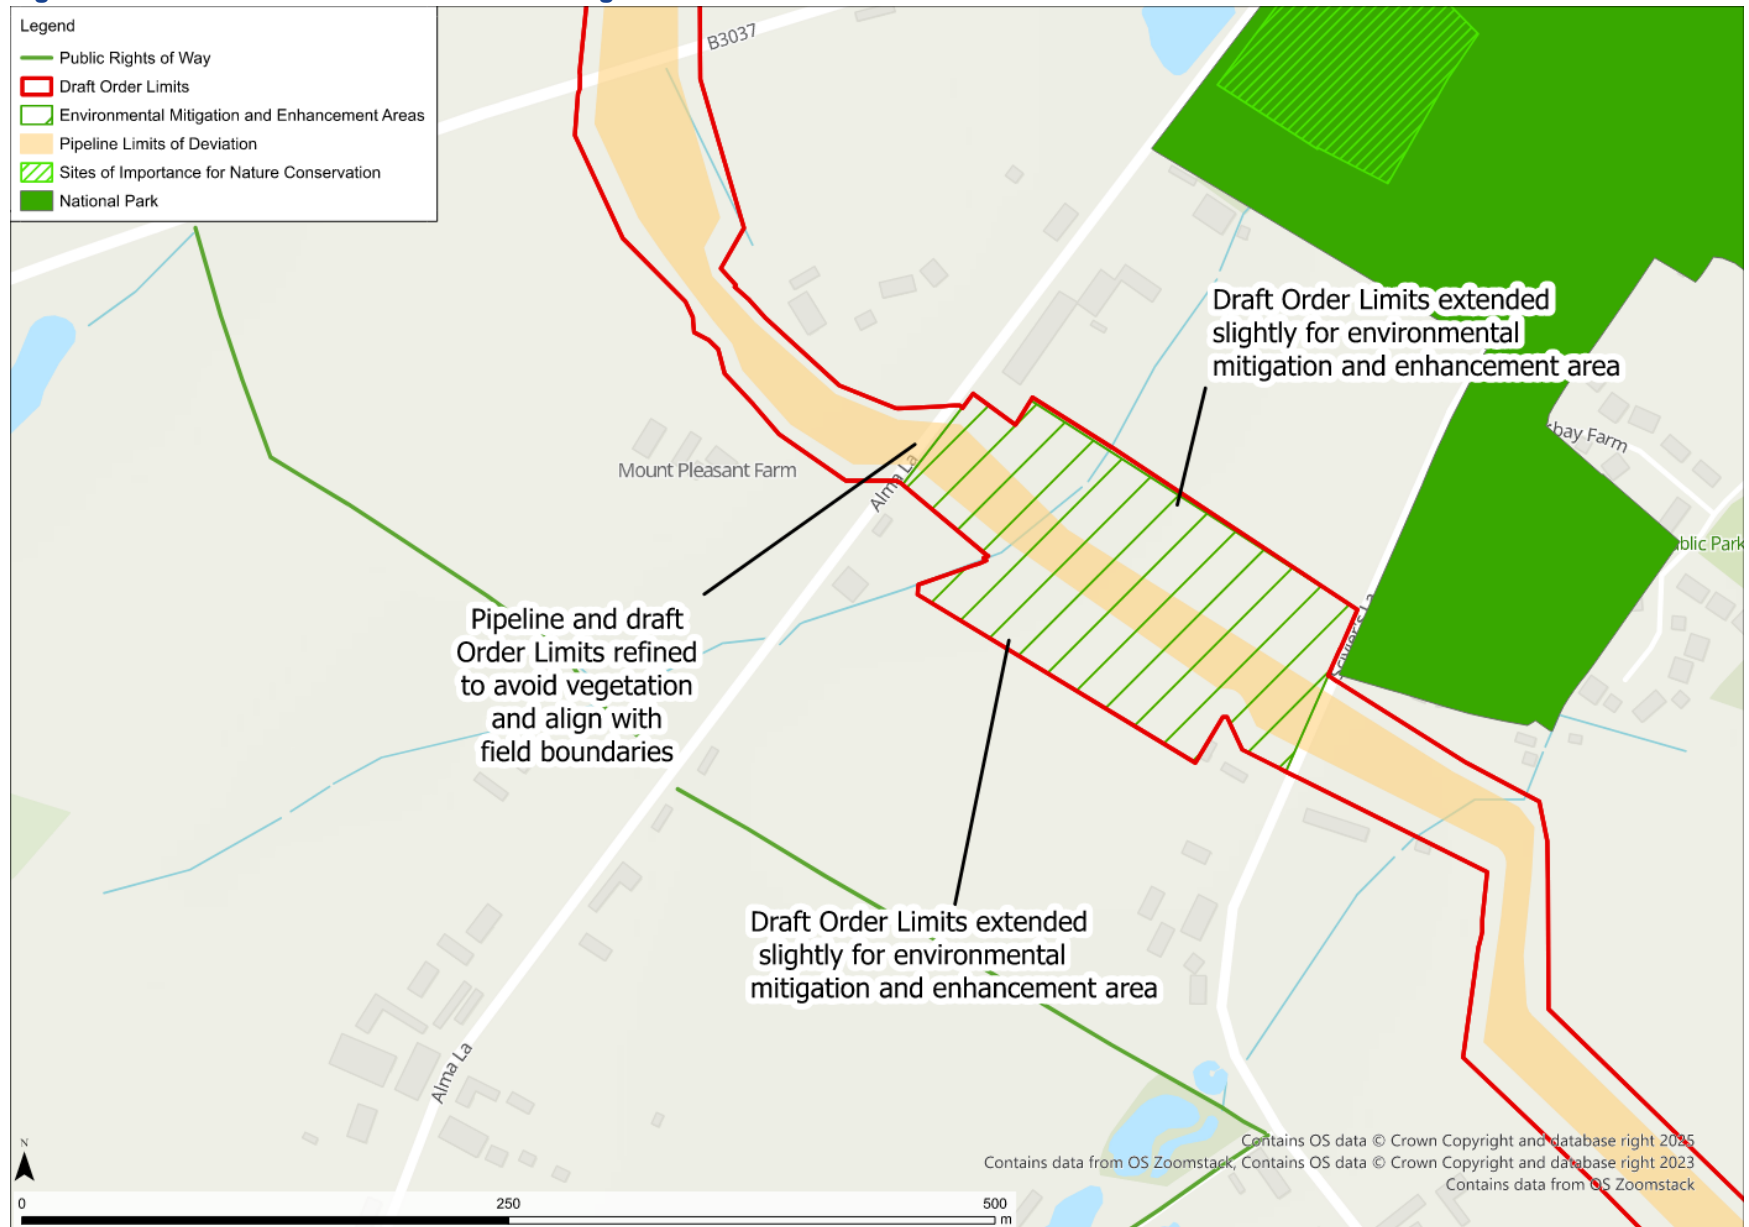 Legend
Public Rights of Way
Draft Order Limits
Environmental Mitigation and Enhancement Areas
Pipeline Limits of Deviation
Sites of Importance for Nature Conservation
National Park
B3037
Draft Order Limits extended
slightly for environmental
mitigation and enhancement area
bay Farm
Mount Pleasant Farm
Alma La
blic Park
Pipeline and draft
Order Limits refined
to avoid vegetation
and align with
field boundaries
Draft Order Limits extended
slightly for environmental
mitigation and enhancement area
Alma La
N
Contains OS data © Crown Copyright and database right 2025
Contains data from OS Zoomstack, Contains OS data © Crown Copyright and database right 2023
Contains data from OS Zoomstack
0 250 500
m